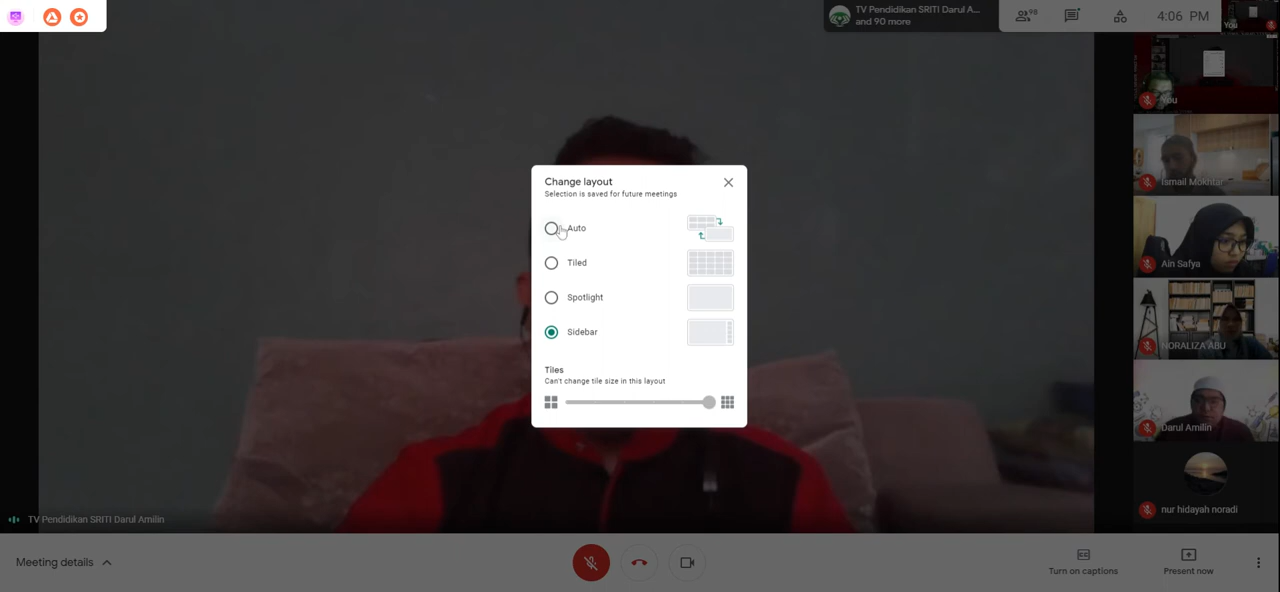 TV Pendidikan SRITI Darul A...
and 90 more
98
4:06 PM
You
You
Ismail Mokhtar
Ain Safya
NORALIZA ABU
Darul Amilin
nur hidayah noradi
Change layout
Selection is saved for future meetings
Auto
Tiled
Spotlight
Sidebar
Tiles
Can't change tile size in this layout
TV Pendidikan SRITI Darul Amilin
Meeting details
CC
Turn on captions
Present now